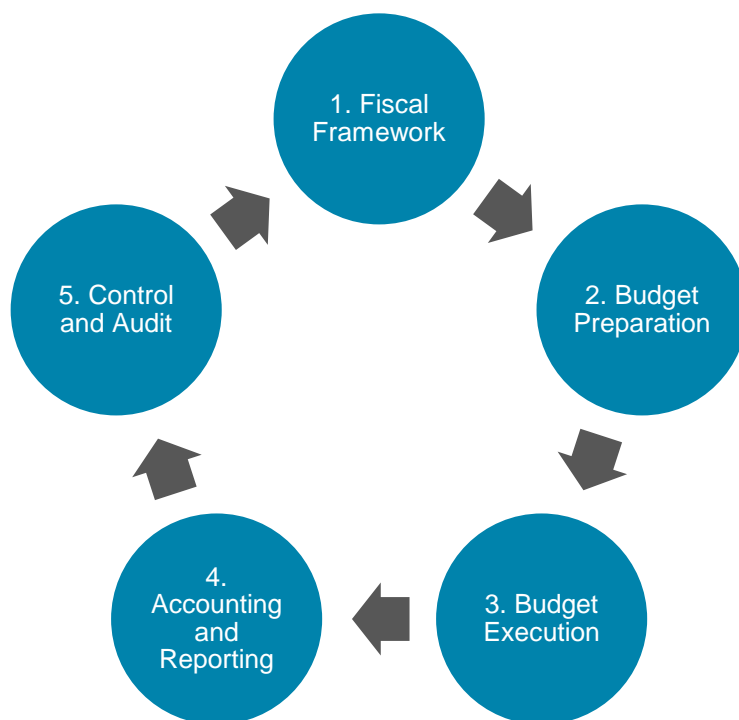 1. Fiscal
Framework
2. Budget
Preparation
3. Budget
Execution
4.
Accounting
and
Reporting
5. Control
and Audit